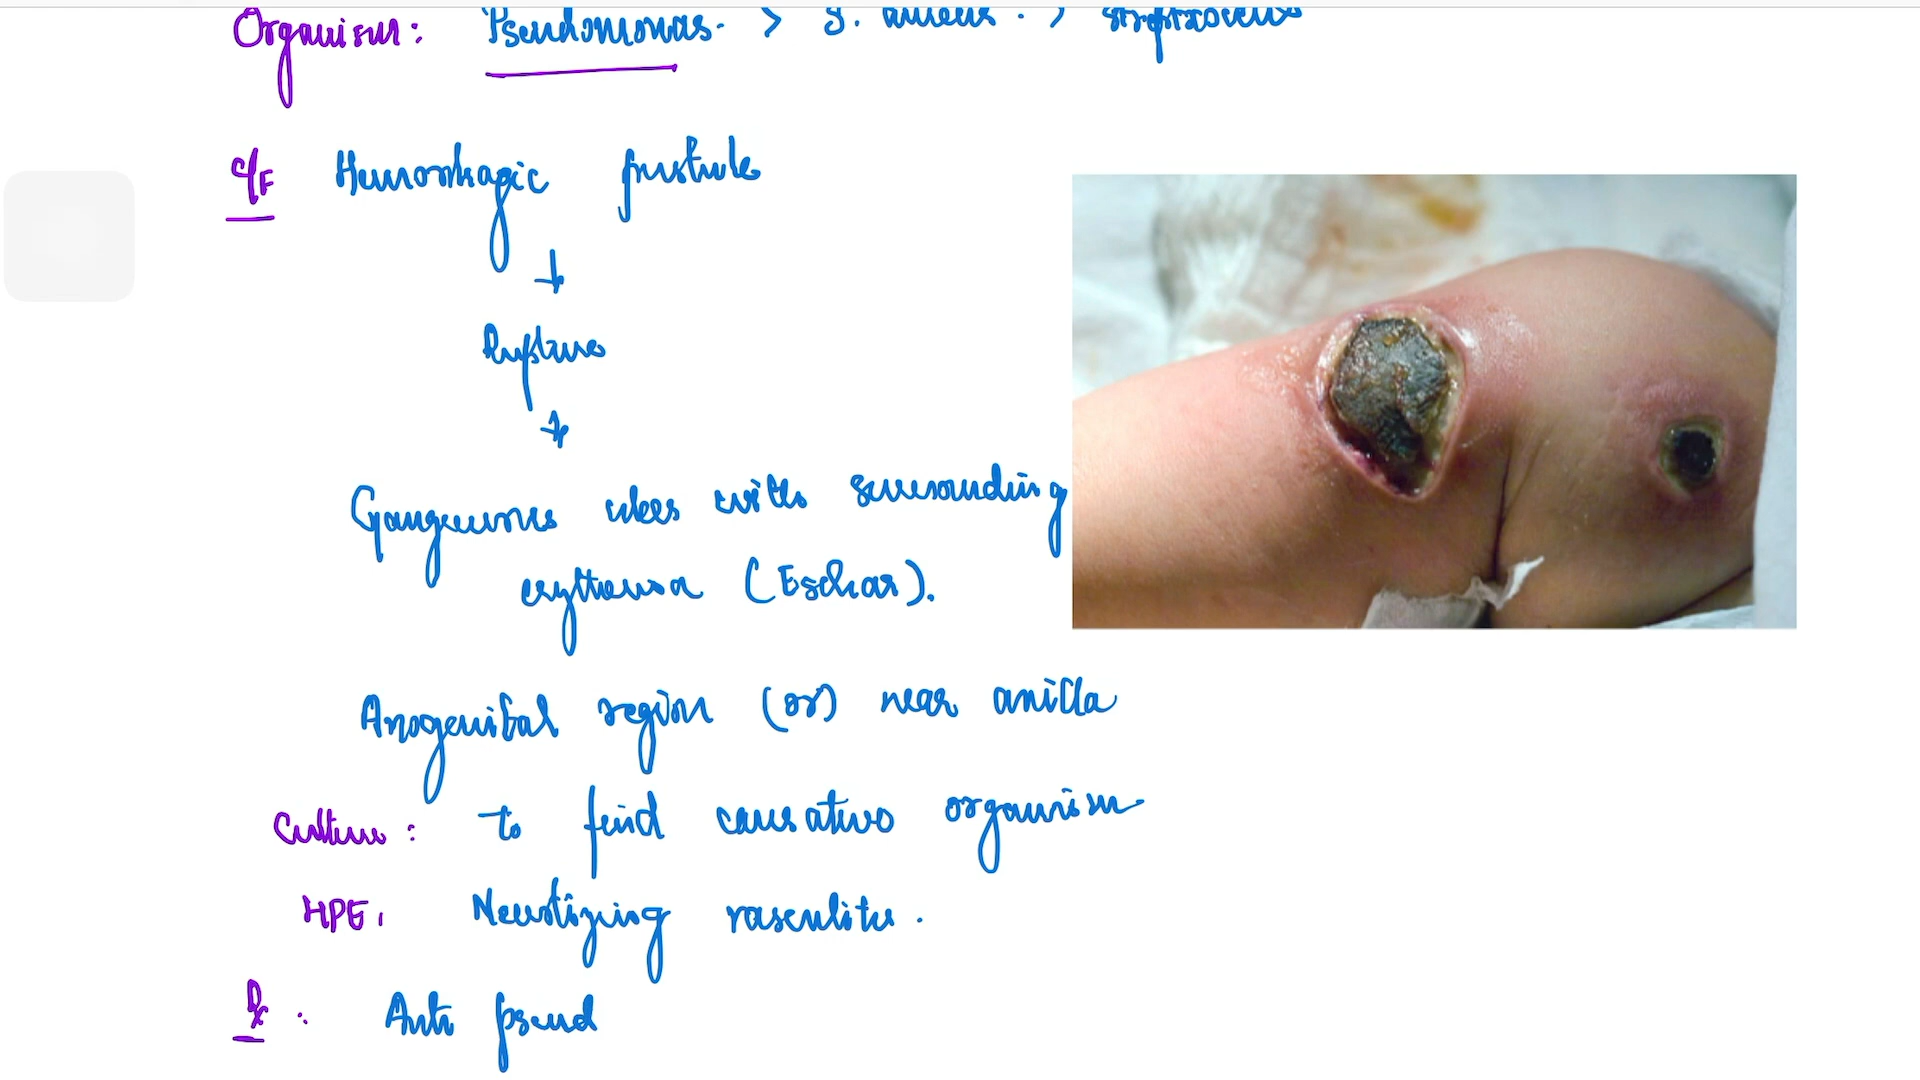 Organism: Pseudomonas. > S. aureus. > streptococcus
C/F Hemorrhagic pustule
↓
Rupture
↓
Gangrenous ulcer with surrounding
erythema (Eschar).
Anogenital region (or) near axilla
Culture: to find causative organism
HPE: Necrotizing vasculitis.
Rx: Anti pseud